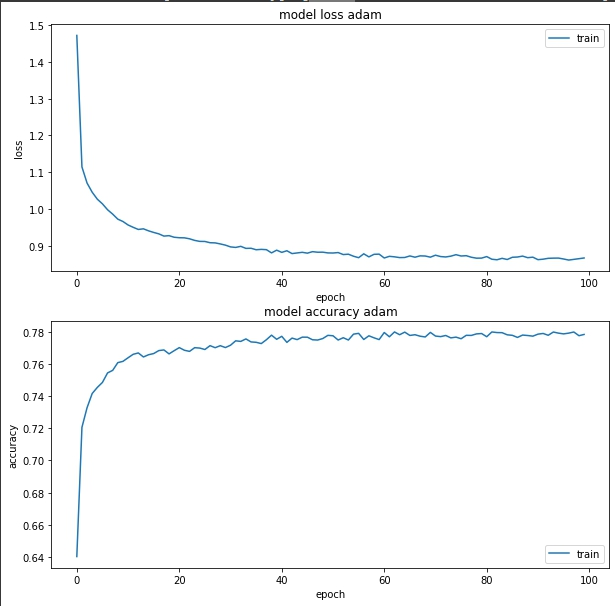 model loss adam
1.5
1.4
1.3
1.2
1.1
1.0
0.9
loss
train
0 20 40 60 80 100
epoch
model accuracy adam
0.78
0.76
0.74
0.72
0.70
0.68
0.66
0.64
accuracy
train
0 20 40 60 80 100
epoch